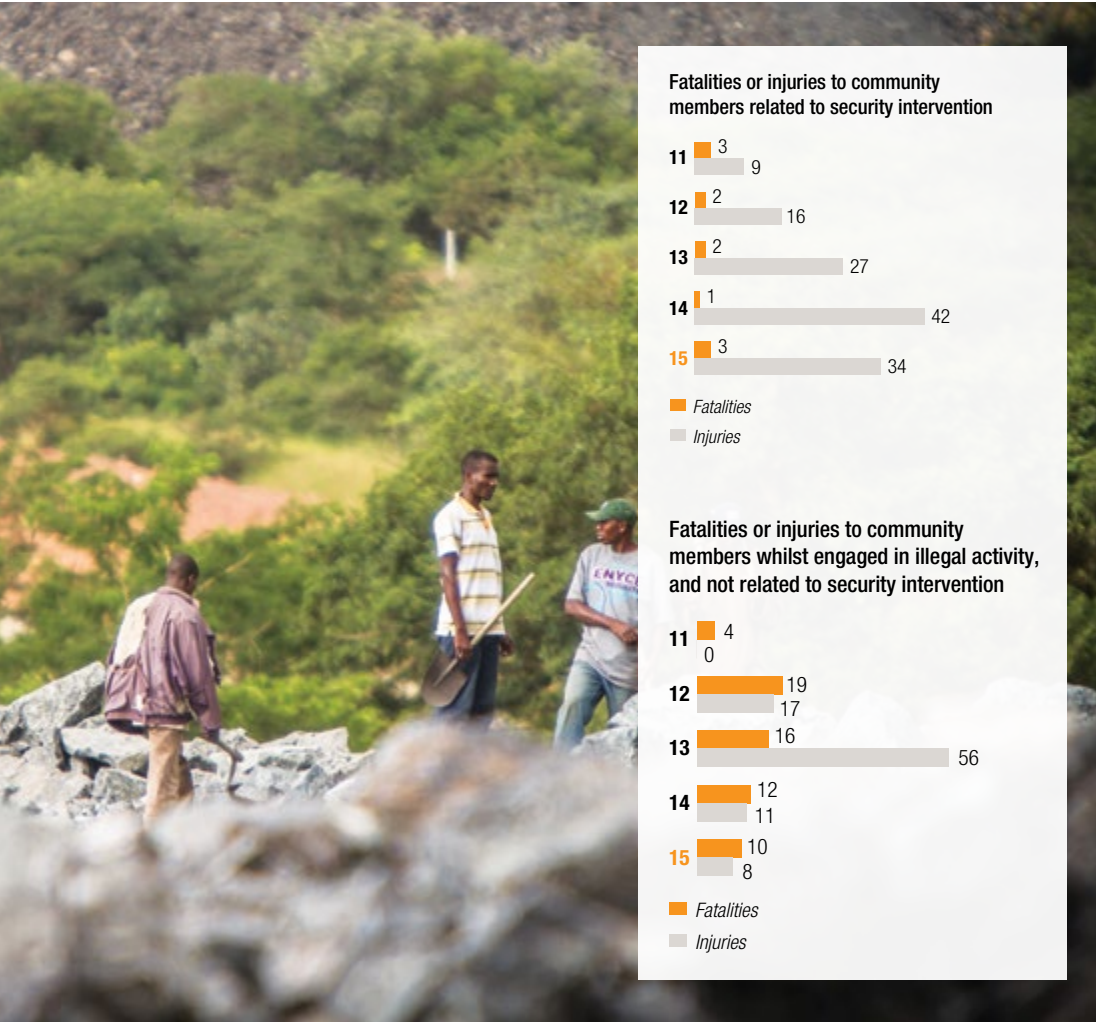 Fatalities or injuries to community
members related to security intervention
11 3
9
12 2
16
13 2
27
14 1
42
15 3
34
Fatalities
Injuries
Fatalities or injuries to community
members whilst engaged in illegal activity,
and not related to security intervention
11 4
0
12 19
17
13 16
56
14 12
11
15 10
8
Fatalities
Injuries